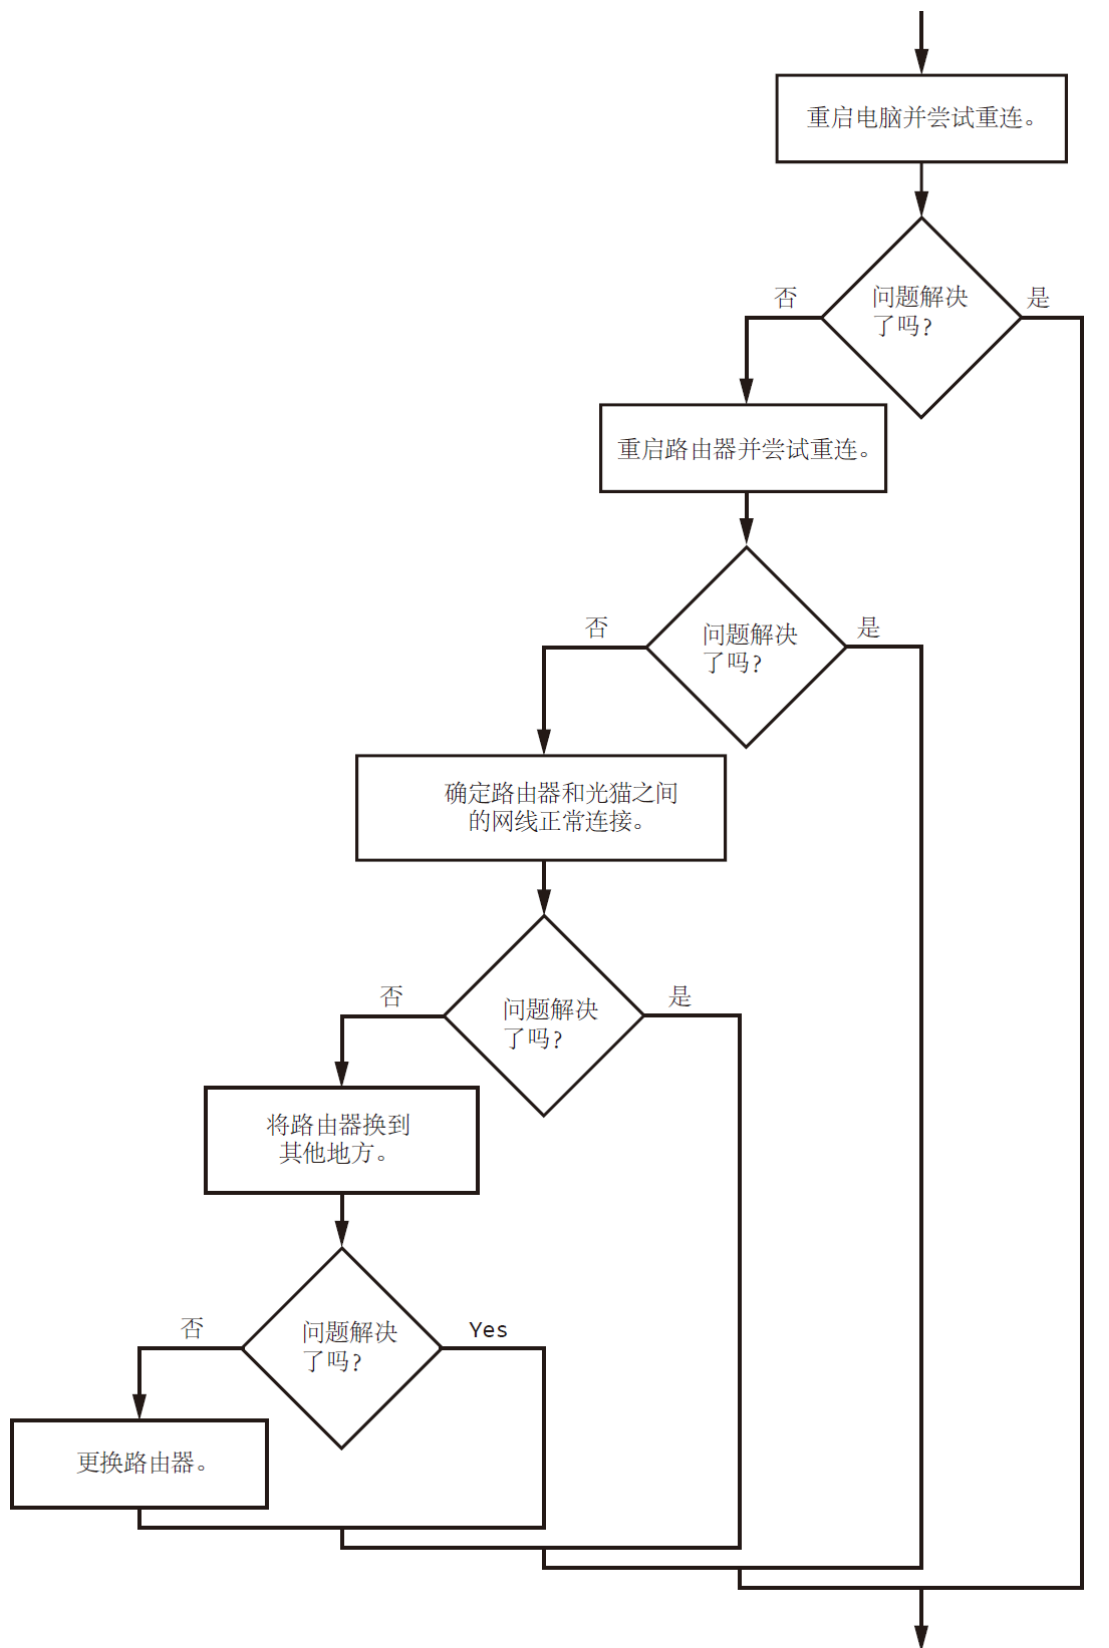 重启电脑并尝试重连。
否
问题解决
了吗?
是
重启路由器并尝试重连。
否
问题解决
了吗?
是
确定路由器和光猫之间
的网线正常连接。
否
问题解决
了吗?
是
将路由器换到
其他地方。
否
问题解决
了吗?
Yes
更换路由器。